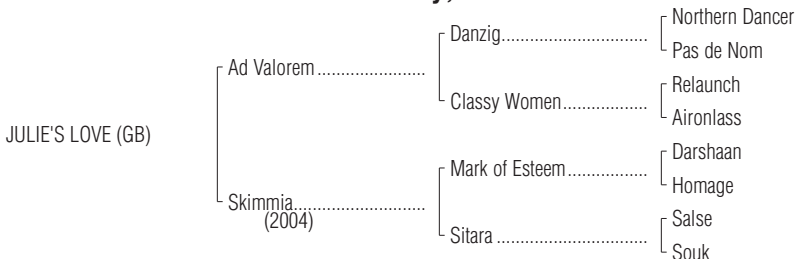 Northern Dancer
Danzig..............................
Pas de Nom
Ad Valorem.......................
Relaunch
Classy Women..................
Aironlass
JULIE'S LOVE (GB)
Darshaan
Mark of Esteem.................
Homage
Skimmia............................
(2004)
Salse
Sitara ................................
Souk